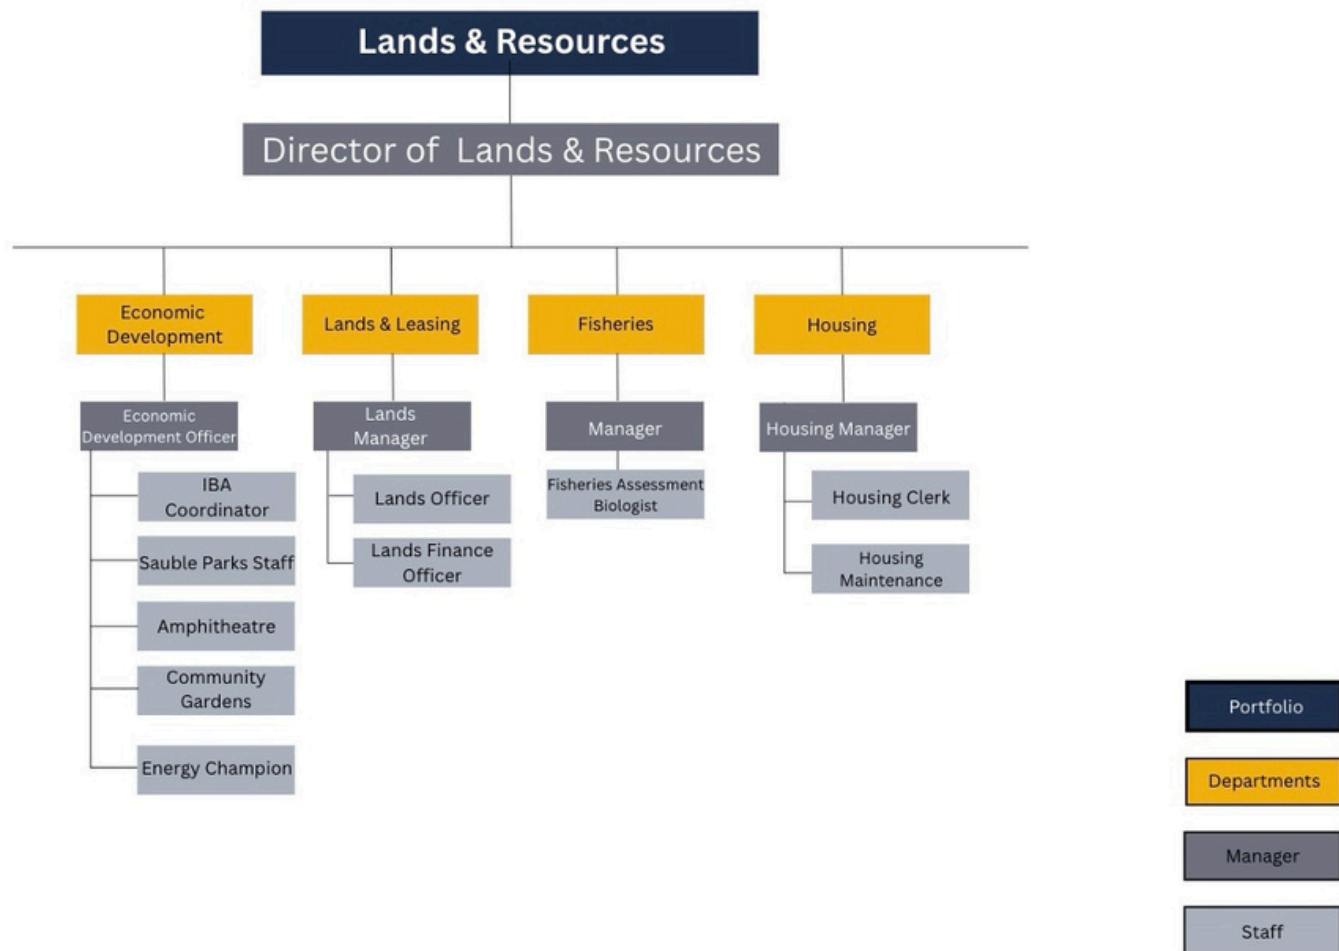 Lands & Resources
Director of Lands & Resources
Economic
Development
Lands & Leasing
Fisheries
Housing
Economic
Development Officer
Lands
Manager
Manager
Housing Manager
IBA
Coordinator
Sauble Parks Staff
Amphitheatre
Community
Gardens
Energy Champion
Lands Officer
Lands Finance
Officer
Fisheries Assessment
Biologist
Housing Clerk
Housing
Maintenance
Portfolio
Departments
Manager
Staff